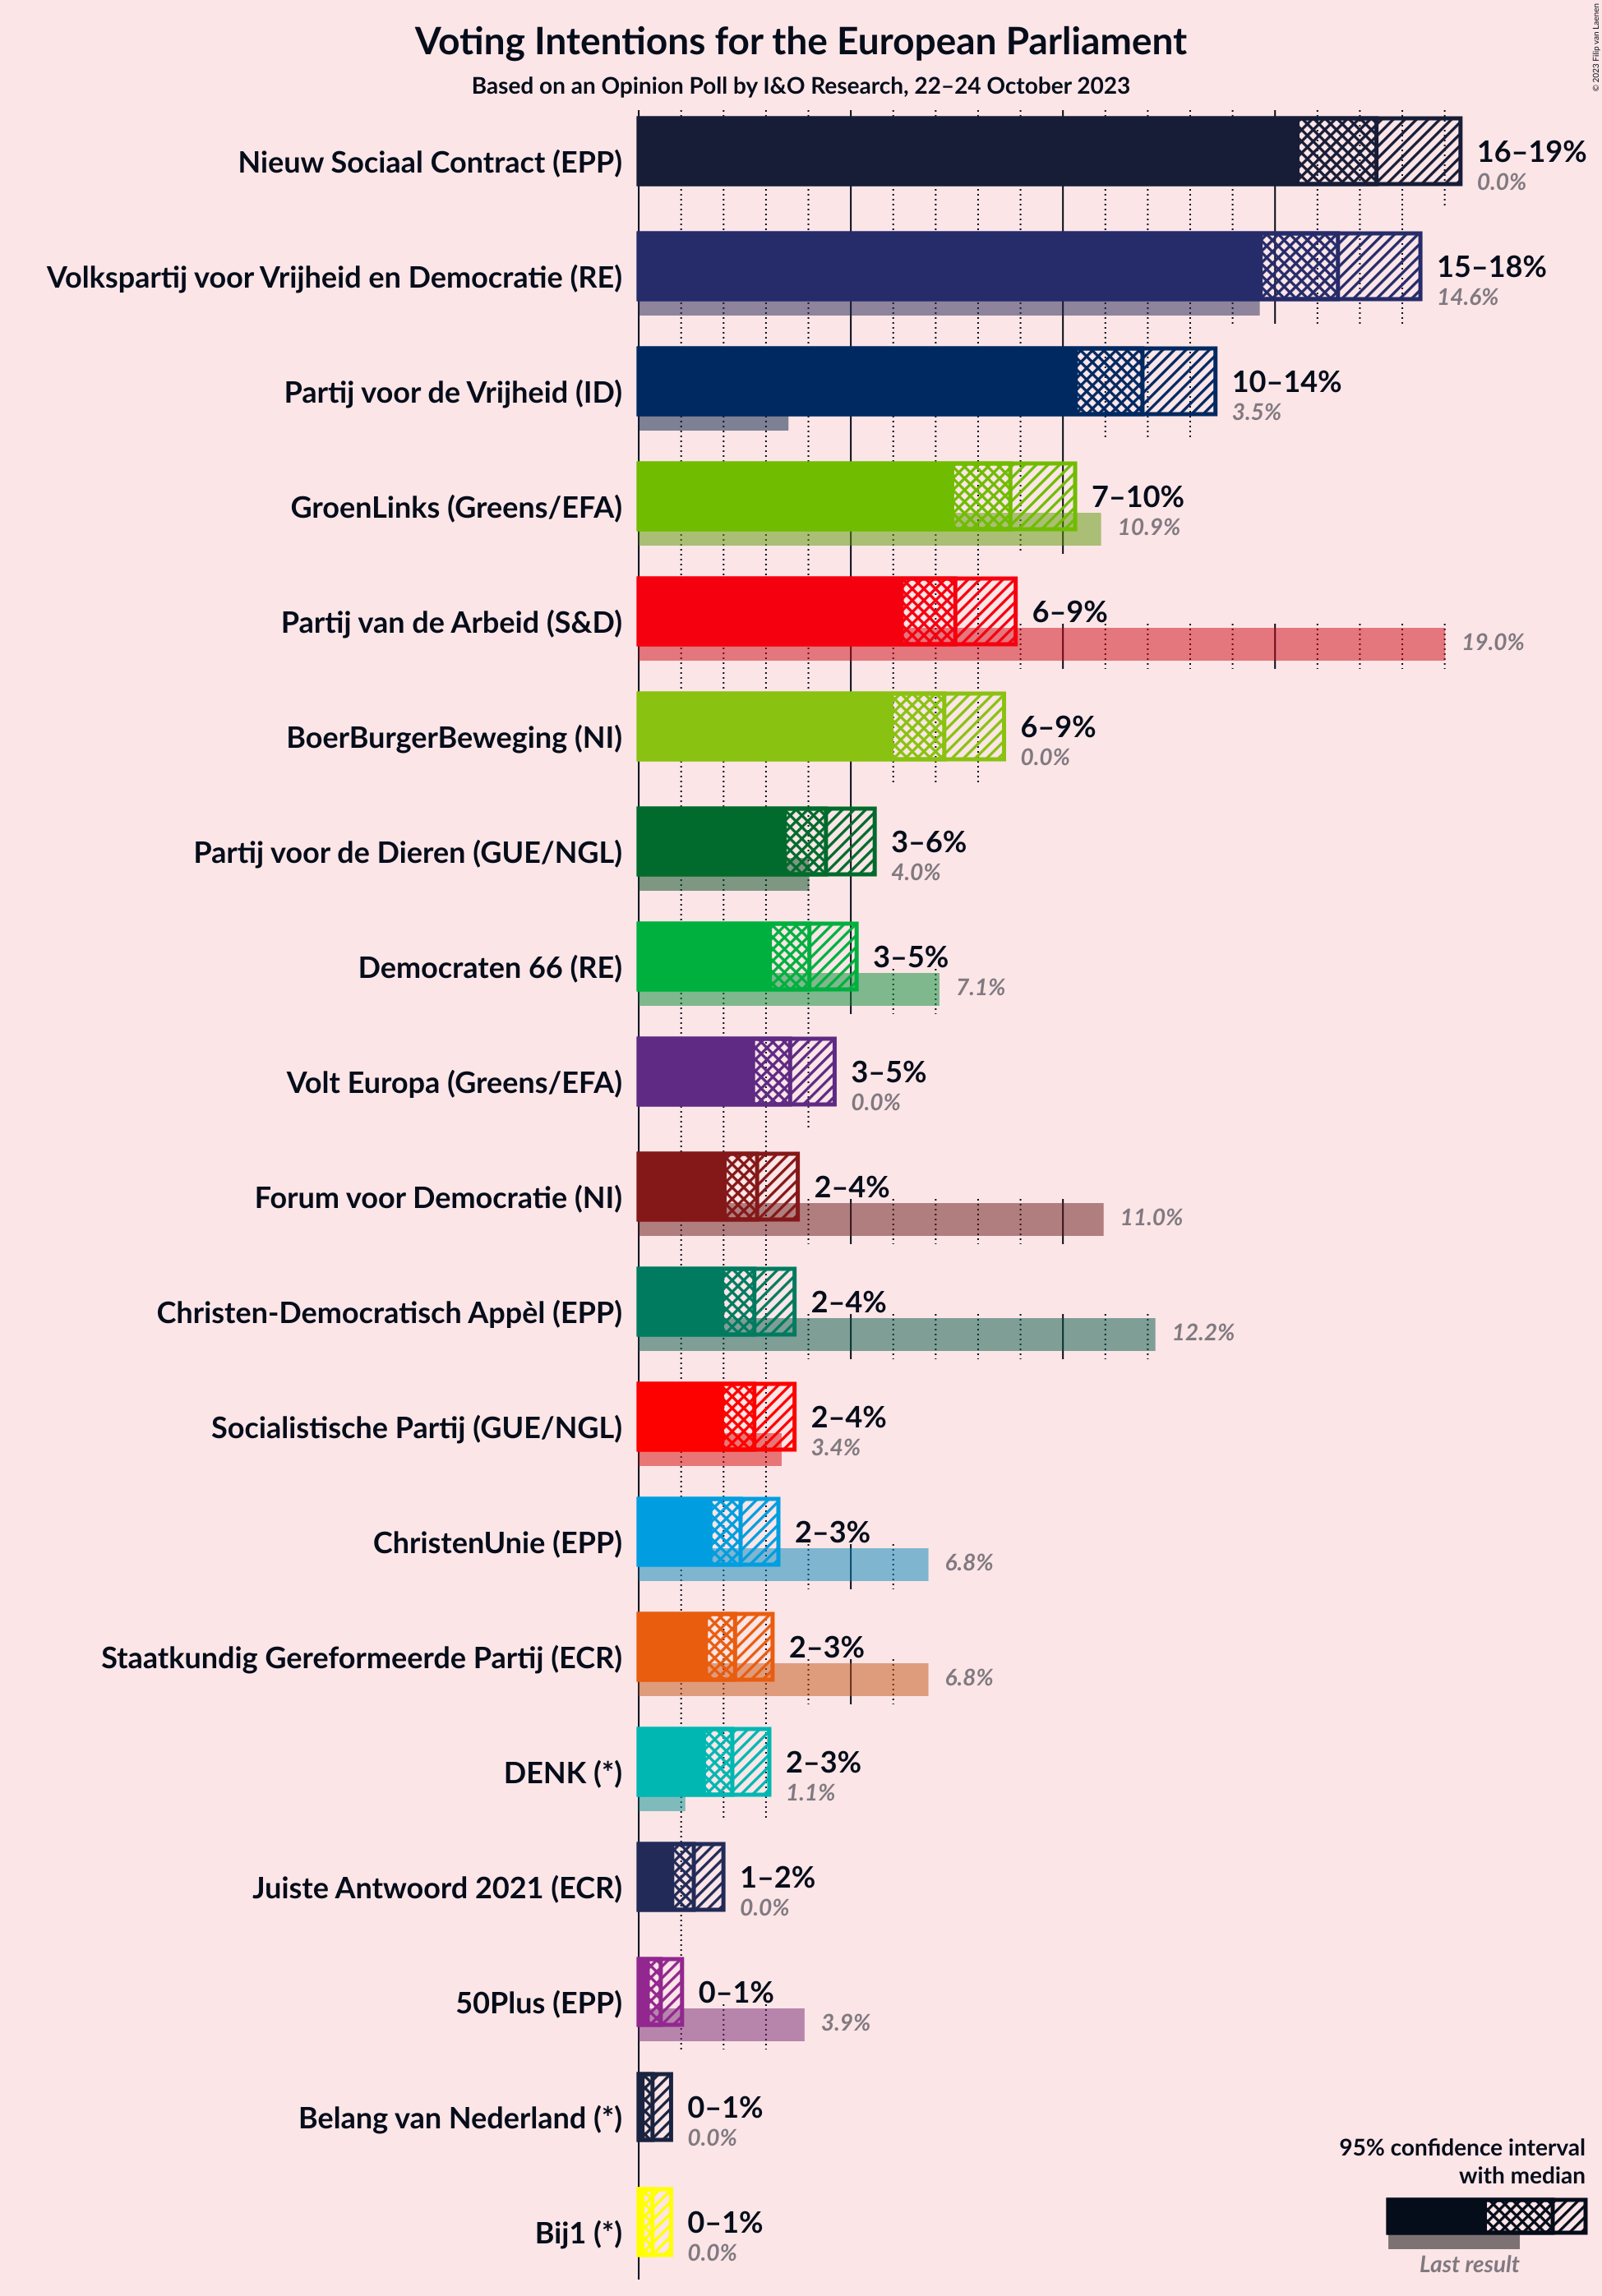 Voting Intentions for the European Parliament
Based on an Opinion Poll by I&O Research, 22–24 October 2023
© 2023 Filip van Laenen
Nieuw Sociaal Contract (EPP)
16–19%
0.0%
Volkspartij voor Vrijheid en Democratie (RE)
15–18%
14.6%
Partij voor de Vrijheid (ID)
10–14%
3.5%
GroenLinks (Greens/EFA)
7–10%
10.9%
Partij van de Arbeid (S&D)
6–9%
19.0%
BoerBurgerBeweging (NI)
6–9%
0.0%
Partij voor de Dieren (GUE/NGL)
3–6%
4.0%
Democraten 66 (RE)
3–5%
7.1%
Volt Europa (Greens/EFA)
3–5%
0.0%
Forum voor Democratie (NI)
2–4%
11.0%
Christen-Democratisch Appèl (EPP)
2–4%
12.2%
Socialistische Partij (GUE/NGL)
2–4%
3.4%
ChristenUnie (EPP)
2–3%
6.8%
Staatkundig Gereformeerde Partij (ECR)
2–3%
6.8%
DENK (*)
2–3%
1.1%
Juiste Antwoord 2021 (ECR)
1–2%
0.0%
50Plus (EPP)
0–1%
3.9%
Belang van Nederland (*)
0–1%
0.0%
Bij1 (*)
0–1%
0.0%
95% confidence interval
with median
Last result